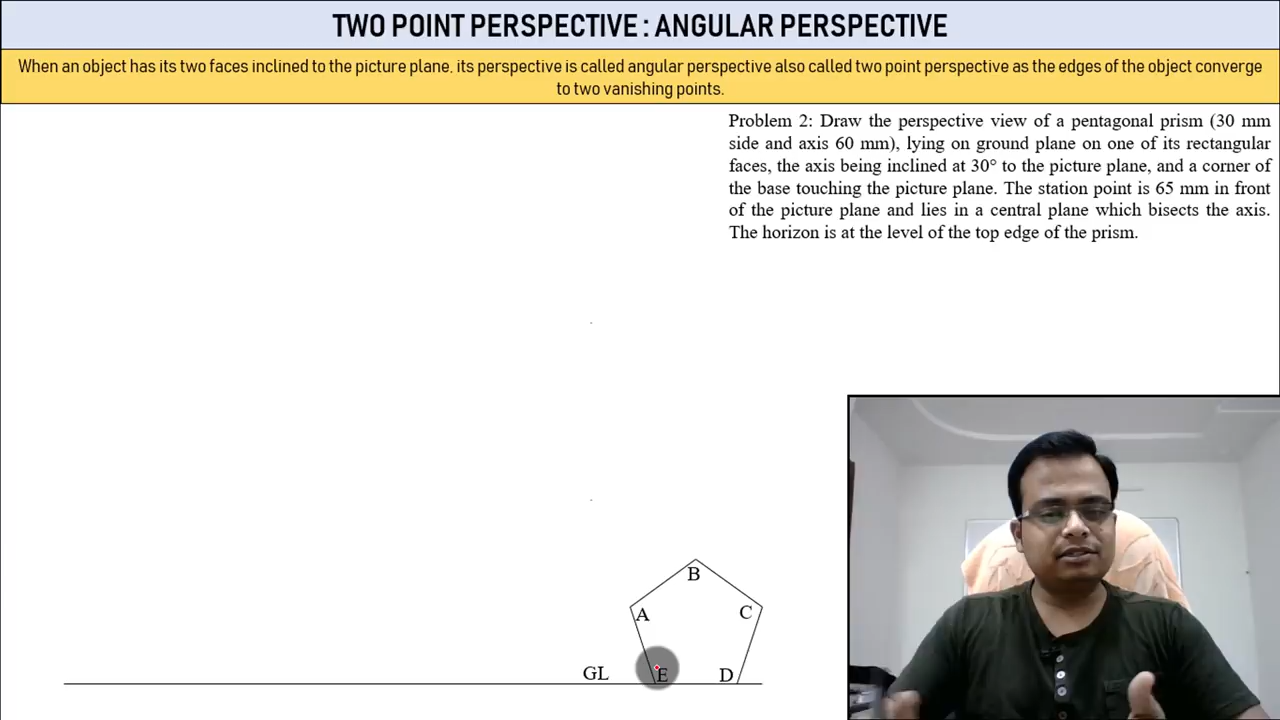 TWO POINT PERSPECTIVE : ANGULAR PERSPECTIVE
When an object has its two faces inclined to the picture plane, its perspective is called angular perspective also called two point perspective as the edges of the object converge
to two vanishing points.
Problem 2: Draw the perspective view of a pentagonal prism (30 mm
side and axis 60 mm), lying on ground plane on one of its rectangular
faces, the axis being inclined at 30° to the picture plane, and a corner of
the base touching the picture plane. The station point is 65 mm in front
of the picture plane and lies in a central plane which bisects the axis.
The horizon is at the level of the top edge of the prism.
B
A
C
GL
E
D